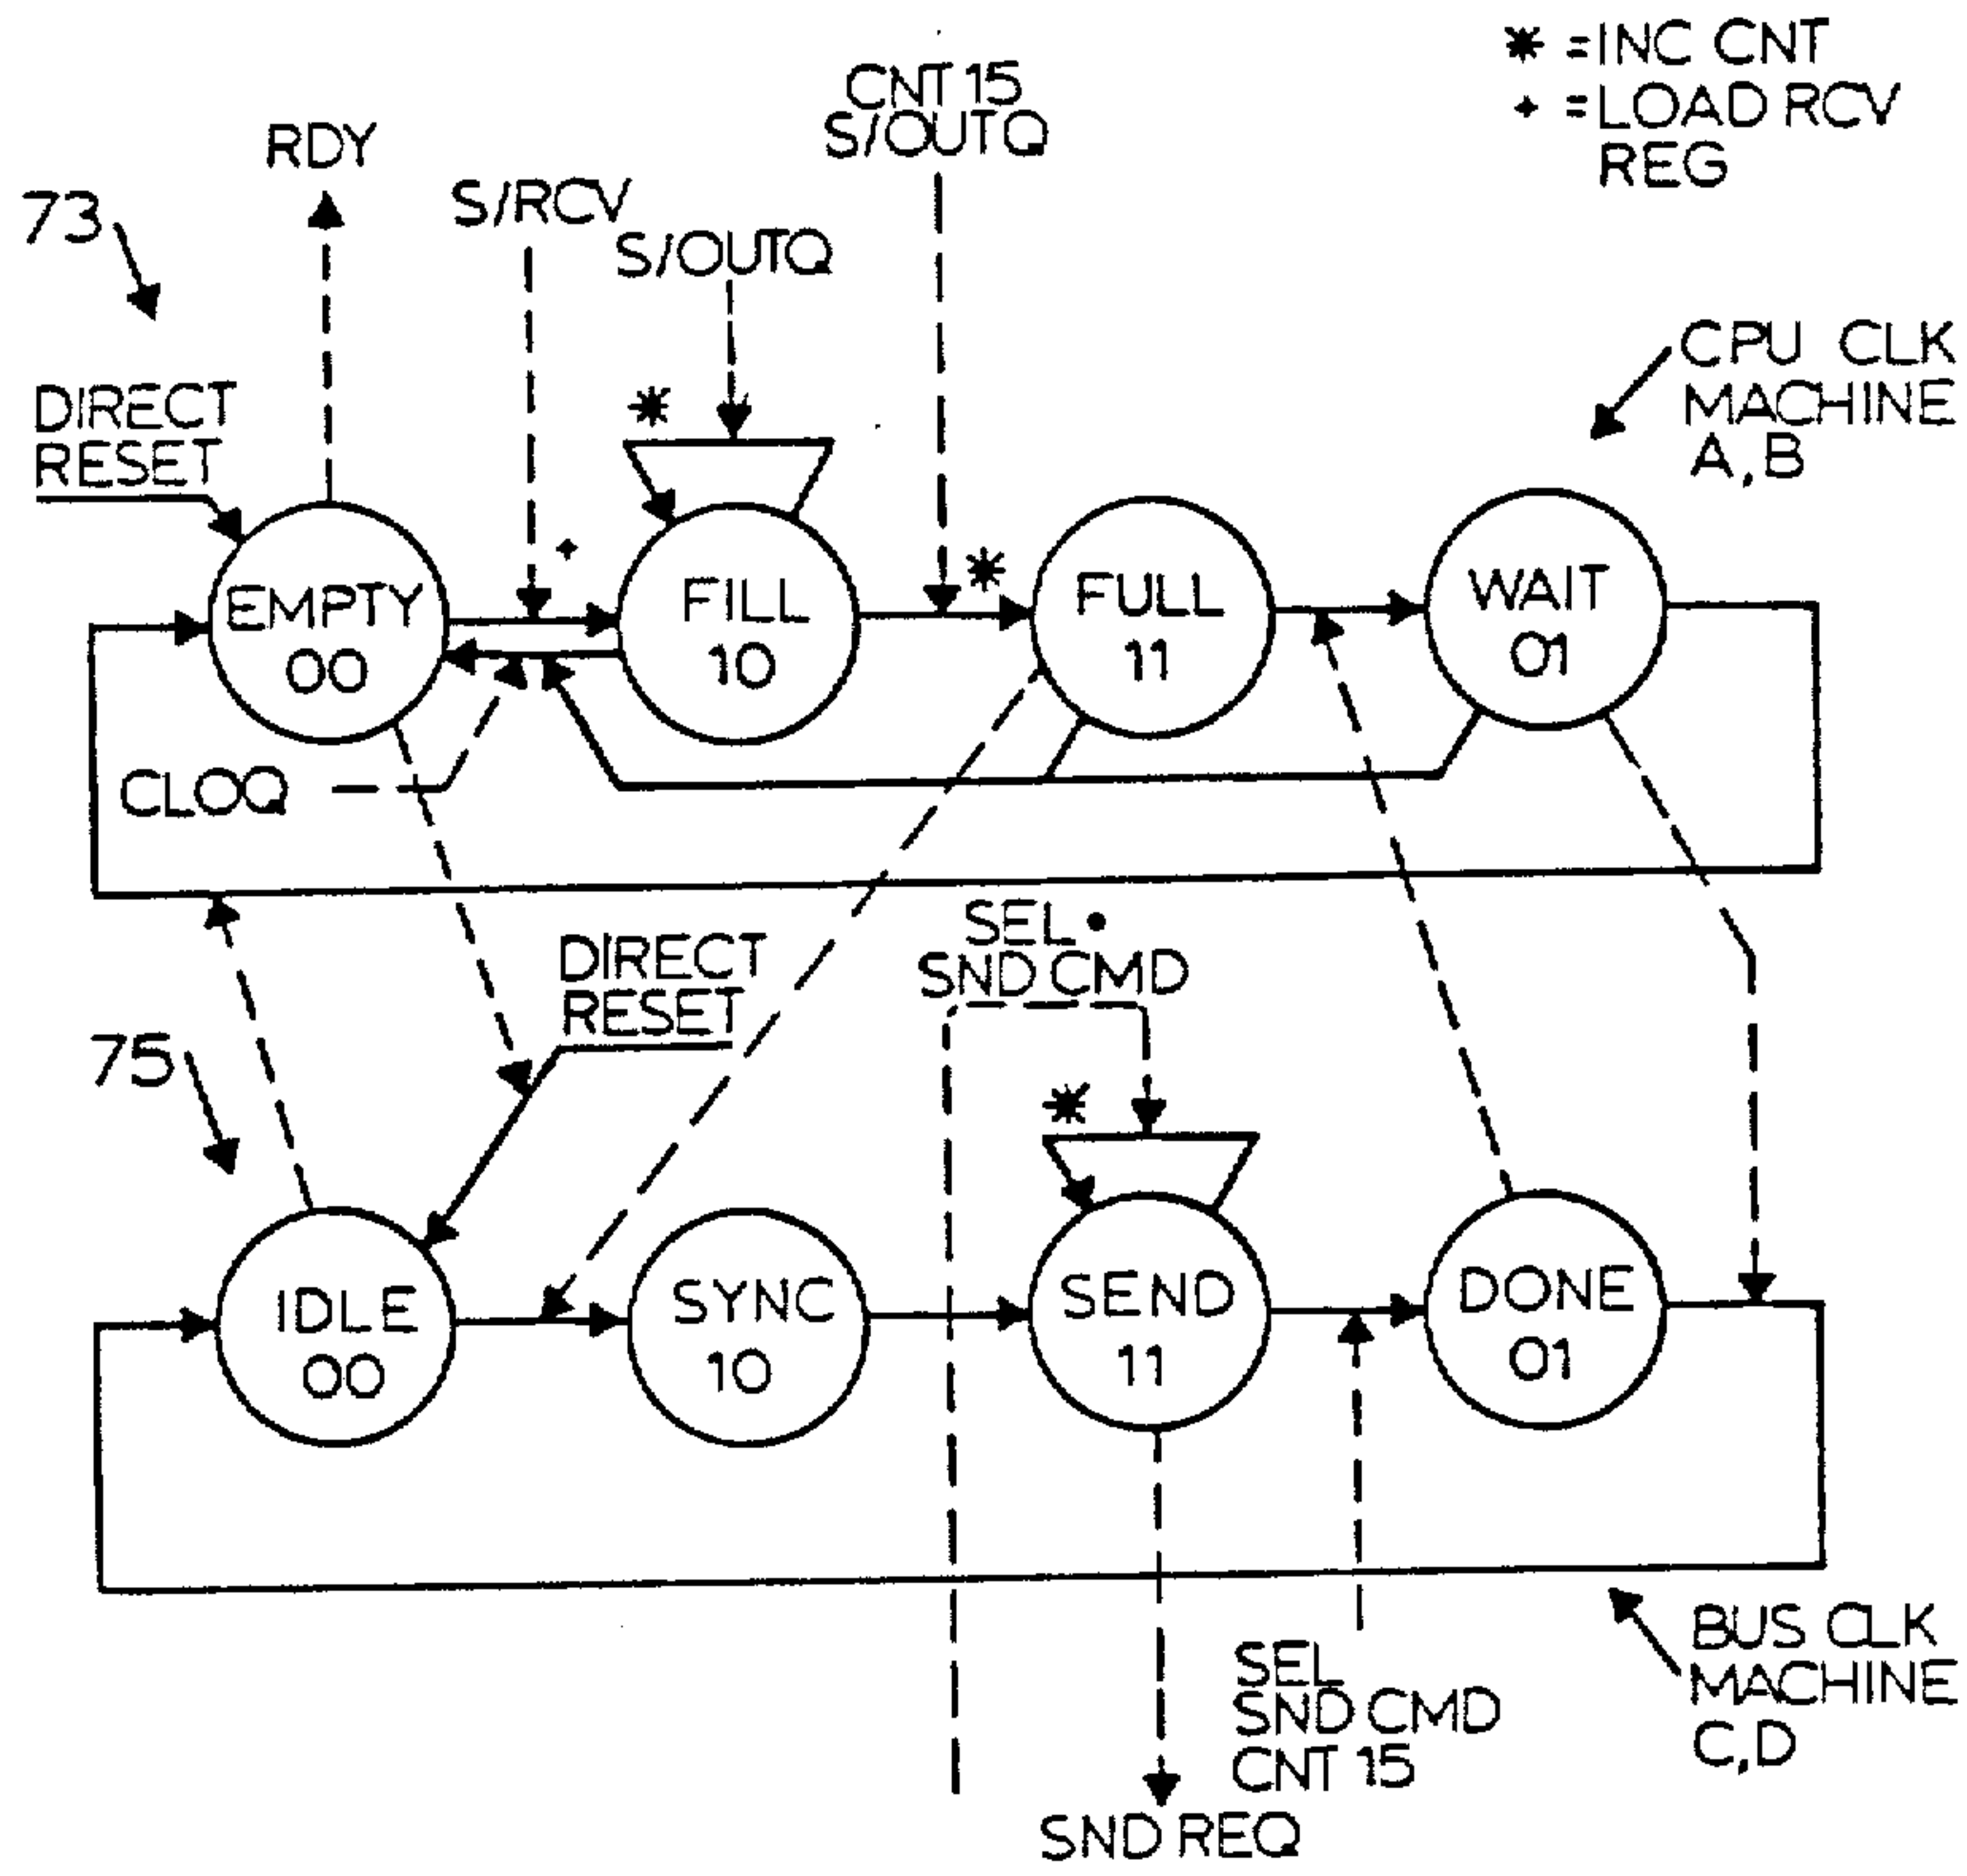 * =INC CNT
+ =LOAD RCV
REG
CNT 15
S/OUTQ
RDY
S/RCV
S/OUTQ
73
*
DIRECT
RESET
CPU CLK
MACHINE
A,B
+
*
EMPTY
00
FILL
10
FULL
11
WAIT
01
CLOQ
SEL •
SND CMD
DIRECT
RESET
75
*
IDLE
00
SYNC
10
SEND
11
DONE
01
SEL
SND CMD
CNT 15
BUS CLK
MACHINE
C,D
SND REQ